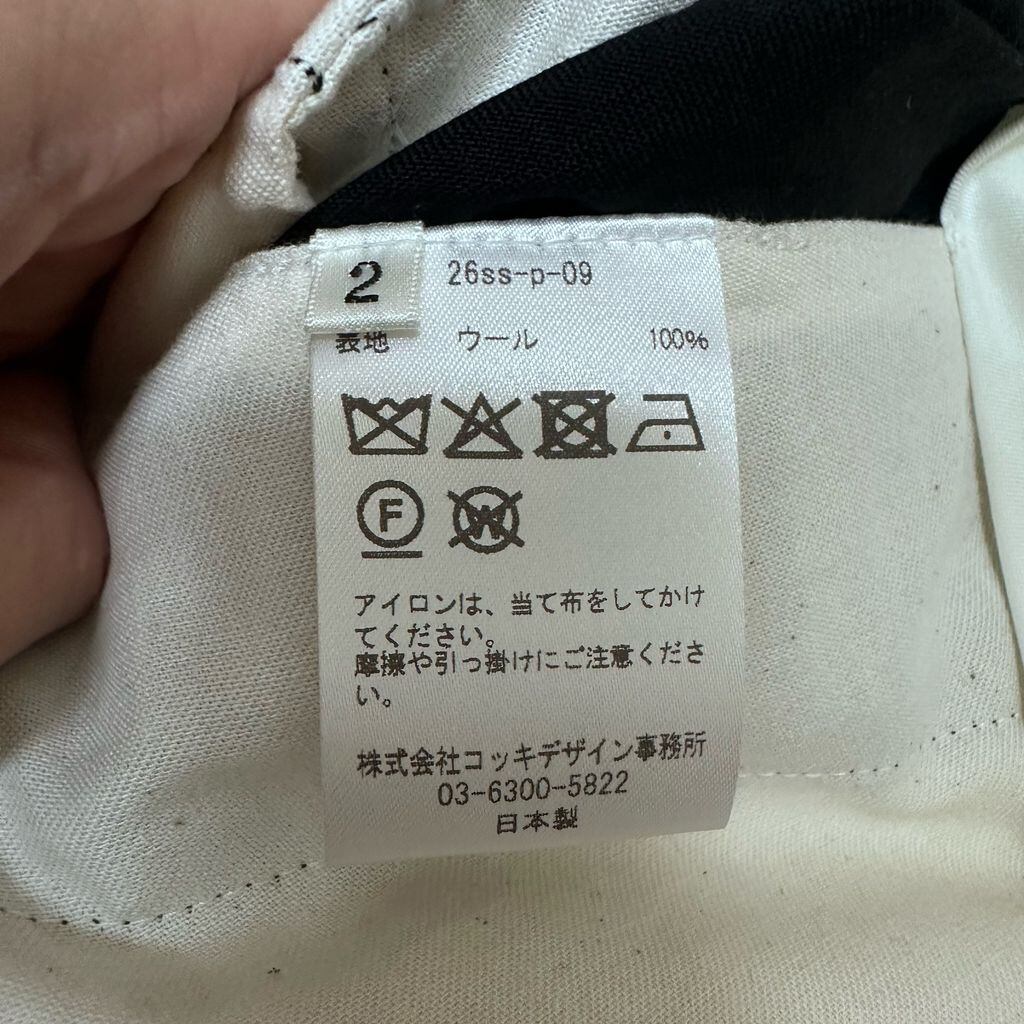 2
26ss-p-09
表地 ウール 100%
F
W
アイロンは、当て布をしてかけ
てください。
摩擦や引っ掛けにご注意くださ
い。
株式会社コッキデザイン事務所
03-6300-5822
日本製